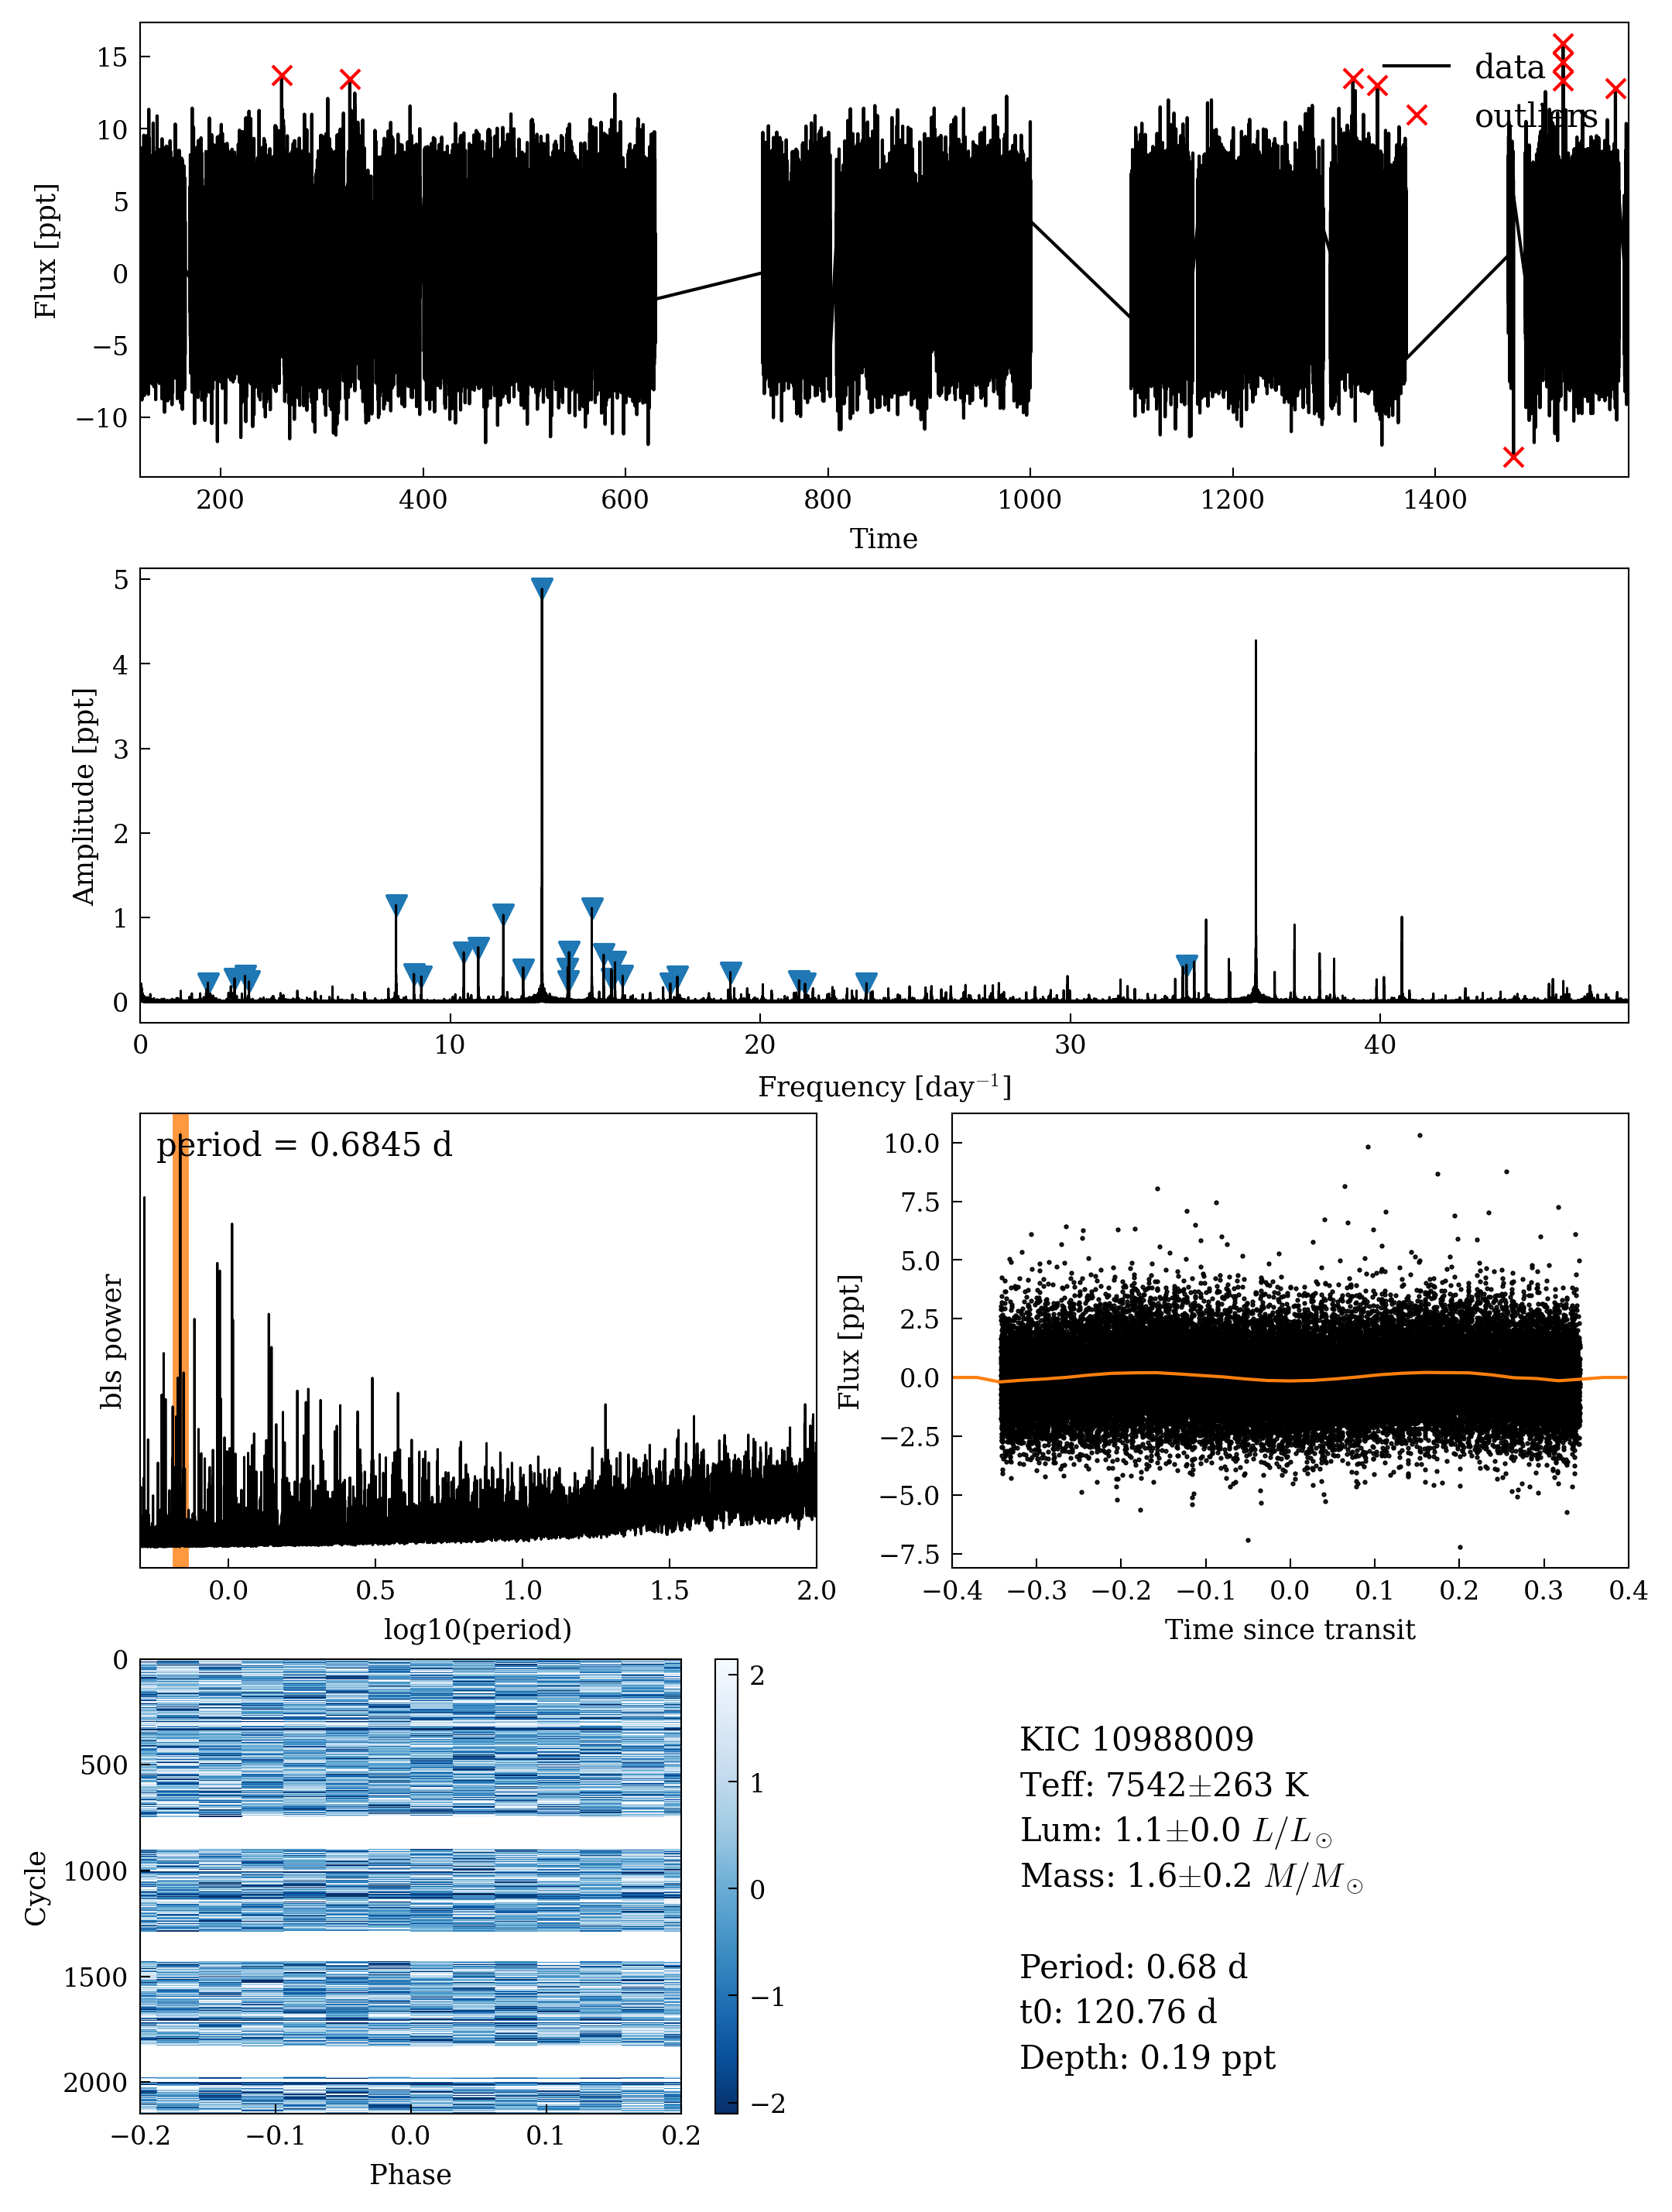 15
10
5
0
−5
−10
Flux [ppt]
data
outliers
200 400 600 800 1000 1200 1400
Time
5
4
3
2
1
0
Amplitude [ppt]
0 10 20 30 40
Frequency [day⁻¹]
period = 0.6845 d
bls power
0.0 0.5 1.0 1.5 2.0
log10(period)
10.0
7.5
5.0
2.5
0.0
−2.5
−5.0
−7.5
Flux [ppt]
−0.4 −0.3 −0.2 −0.1 0.0 0.1 0.2 0.3 0.4
Time since transit
0
500
1000
1500
2000
Cycle
−0.2 −0.1 0.0 0.1 0.2
Phase
2
1
0
−1
−2
KIC 10988009
Teff: 7542±263 K
Lum: 1.1±0.0 L/L⊙
Mass: 1.6±0.2 M/M⊙
Period: 0.68 d
t0: 120.76 d
Depth: 0.19 ppt